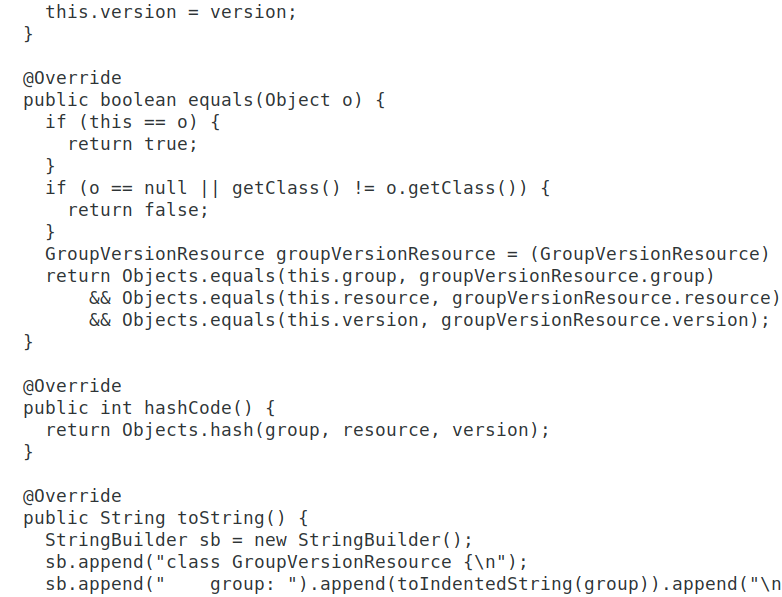 this.version = version;
}

@Override
public boolean equals(Object o) {
  if (this == o) {
    return true;
  }
  if (o == null || getClass() != o.getClass()) {
    return false;
  }
  GroupVersionResource groupVersionResource = (GroupVersionResource)
  return Objects.equals(this.group, groupVersionResource.group)
      && Objects.equals(this.resource, groupVersionResource.resource)
      && Objects.equals(this.version, groupVersionResource.version);
}

@Override
public int hashCode() {
  return Objects.hash(group, resource, version);
}

@Override
public String toString() {
  StringBuilder sb = new StringBuilder();
  sb.append("class GroupVersionResource {\n");
  sb.append("    group: ").append(toIndentedString(group)).append("\n